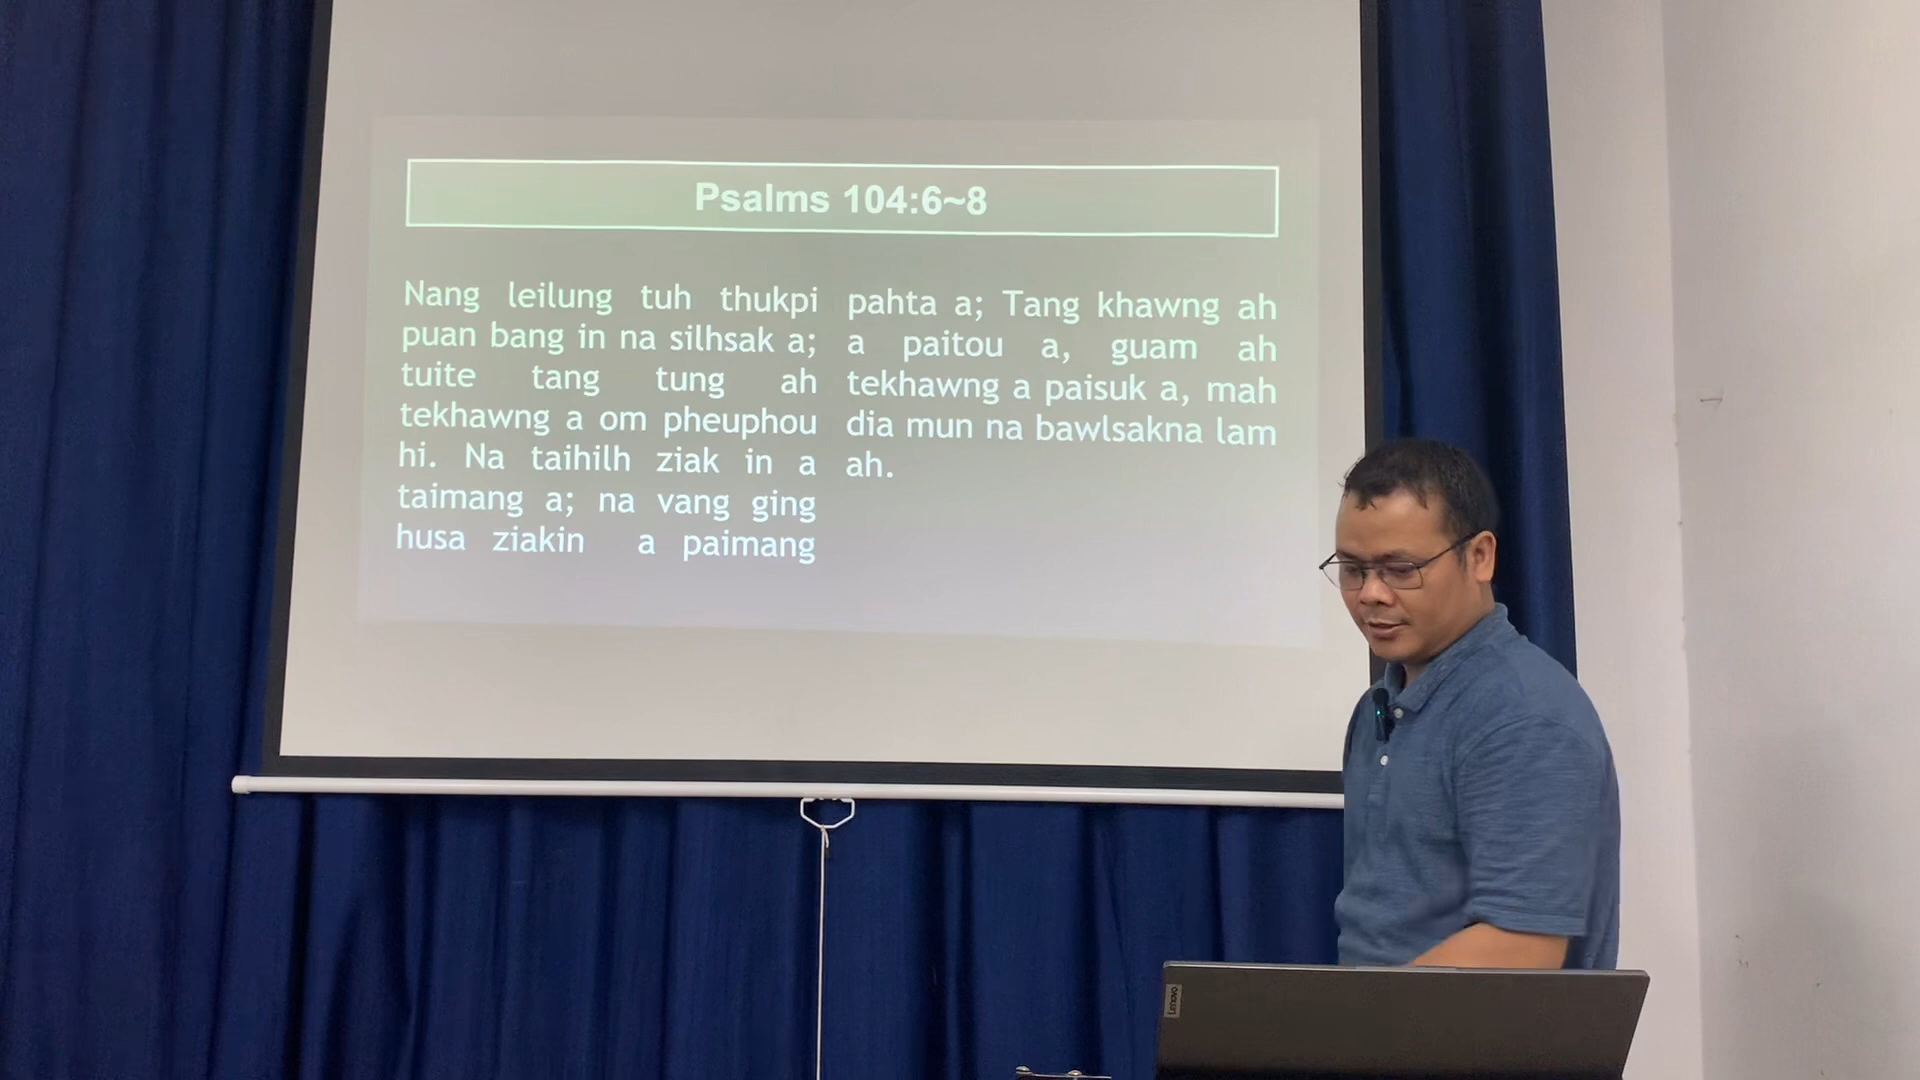 Psalms 104:6~8
Nang leilung tuh thukpi
puan bang in na silhsak a;
tuite tang tung ah
tekhawng a om pheuphou
hi. Na taihilh ziak in a
taimang a; na vang ging
husa ziakin a paimang
pahta a; Tang khawng ah
a paitou a, guam ah
tekhawng a paisuk a, mah
dia mun na bawlsakna lam
ah.
Lenovo